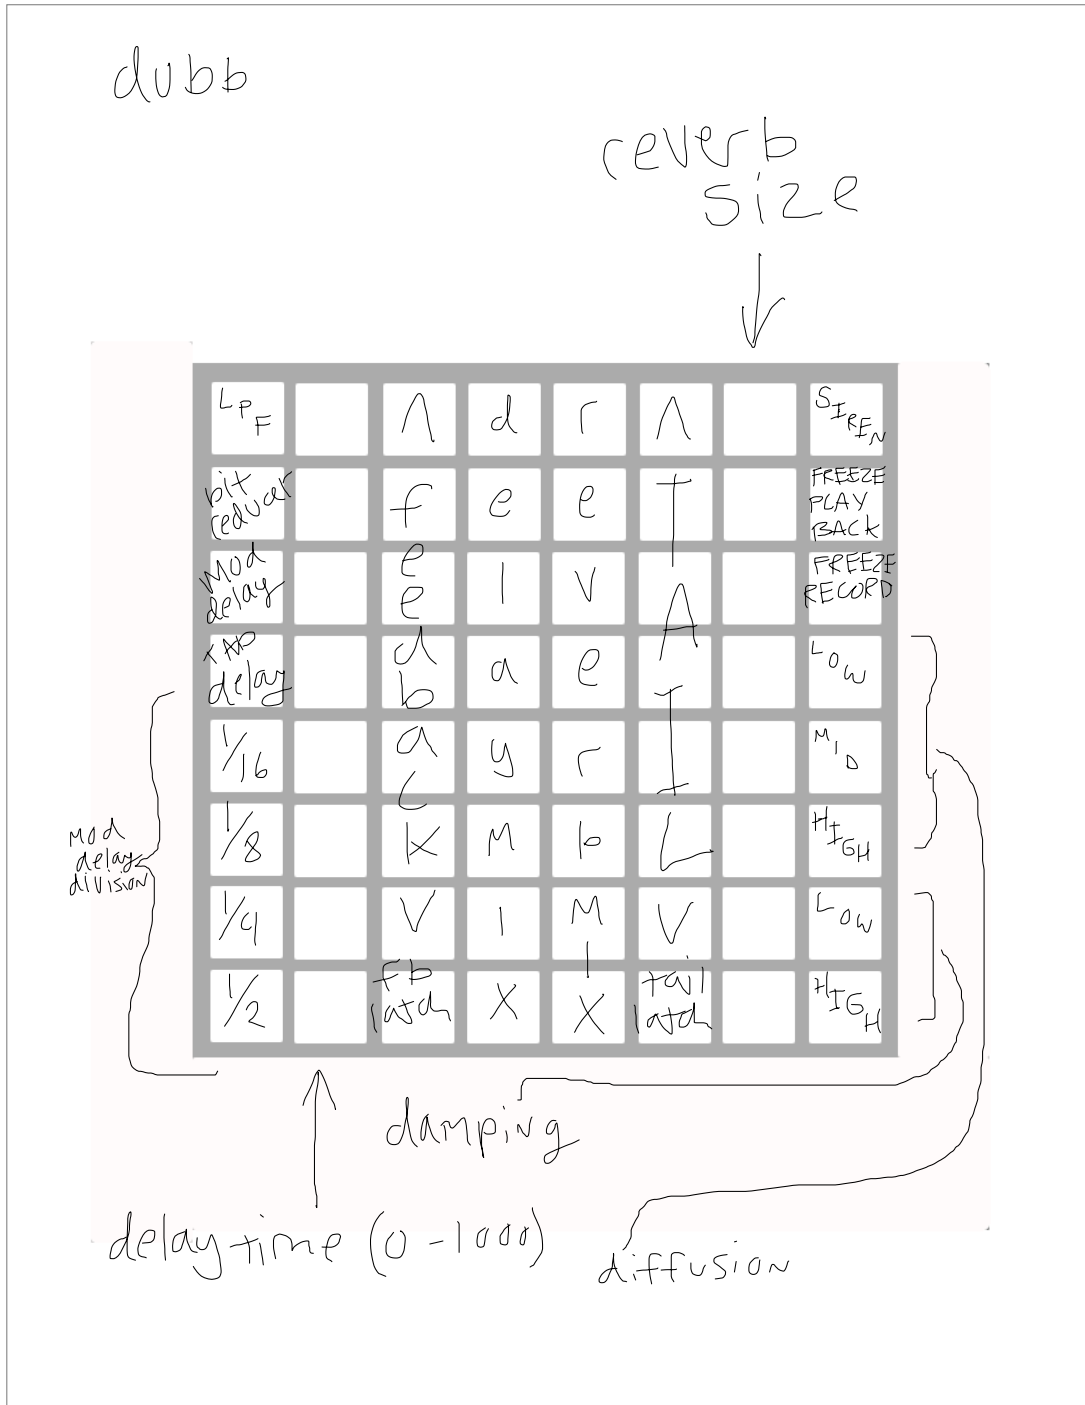 dubb
reverb
size
LPF
Λ
d
r
Λ
SIREN
bit
reducer
f
e
e
T
FREEZE
PLAY
BACK
mod
delay
e
e
l
v
A
FREEZE
RECORD
TAP
delay
d
b
a
e
LOW
1/16
a
c
y
r
I
MID
mod
delay
division
1/8
k
M
b
L
HIGH
1/4
V
I
M
V
LOW
1/2
fb
latch
X
I
X
tail
latch
HIGH
damping
delay time (0-1000)
diffusion